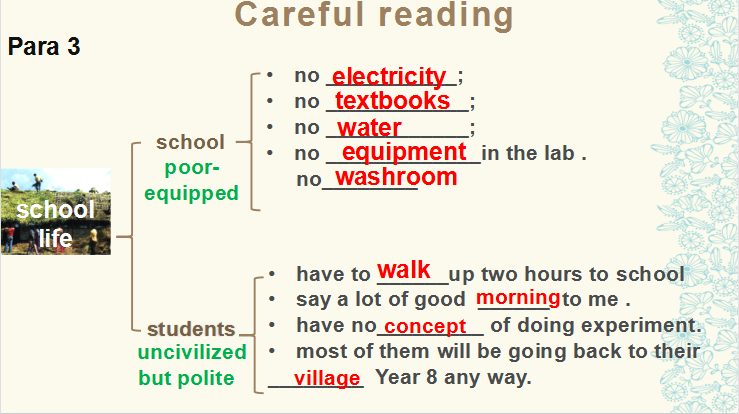 Careful reading
Para 3
school life
school
poor-
equipped
• no electricity ;
• no textbooks ;
• no water ;
• no equipment in the lab .
no washroom
students
uncivilized
but polite
• have to walk up two hours to school
• say a lot of good morning to me .
• have no concept of doing experiment.
• most of them will be going back to their
village Year 8 any way.